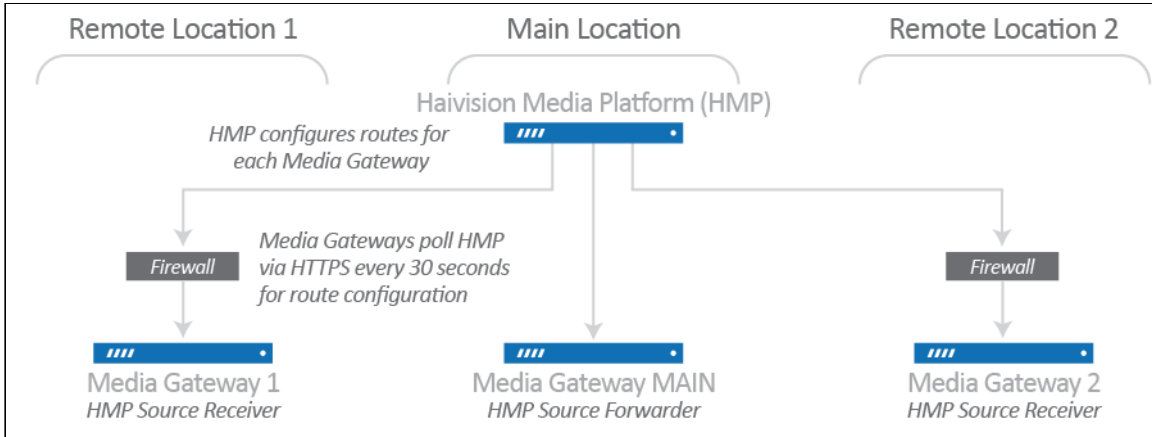 Remote Location 1
Main Location
Remote Location 2
Haivision Media Platform (HMP)
HMP configures routes for
each Media Gateway
Media Gateways poll HMP
via HTTPS every 30 seconds
for route configuration
Firewall
Firewall
Media Gateway 1
HMP Source Receiver
Media Gateway MAIN
HMP Source Forwarder
Media Gateway 2
HMP Source Receiver